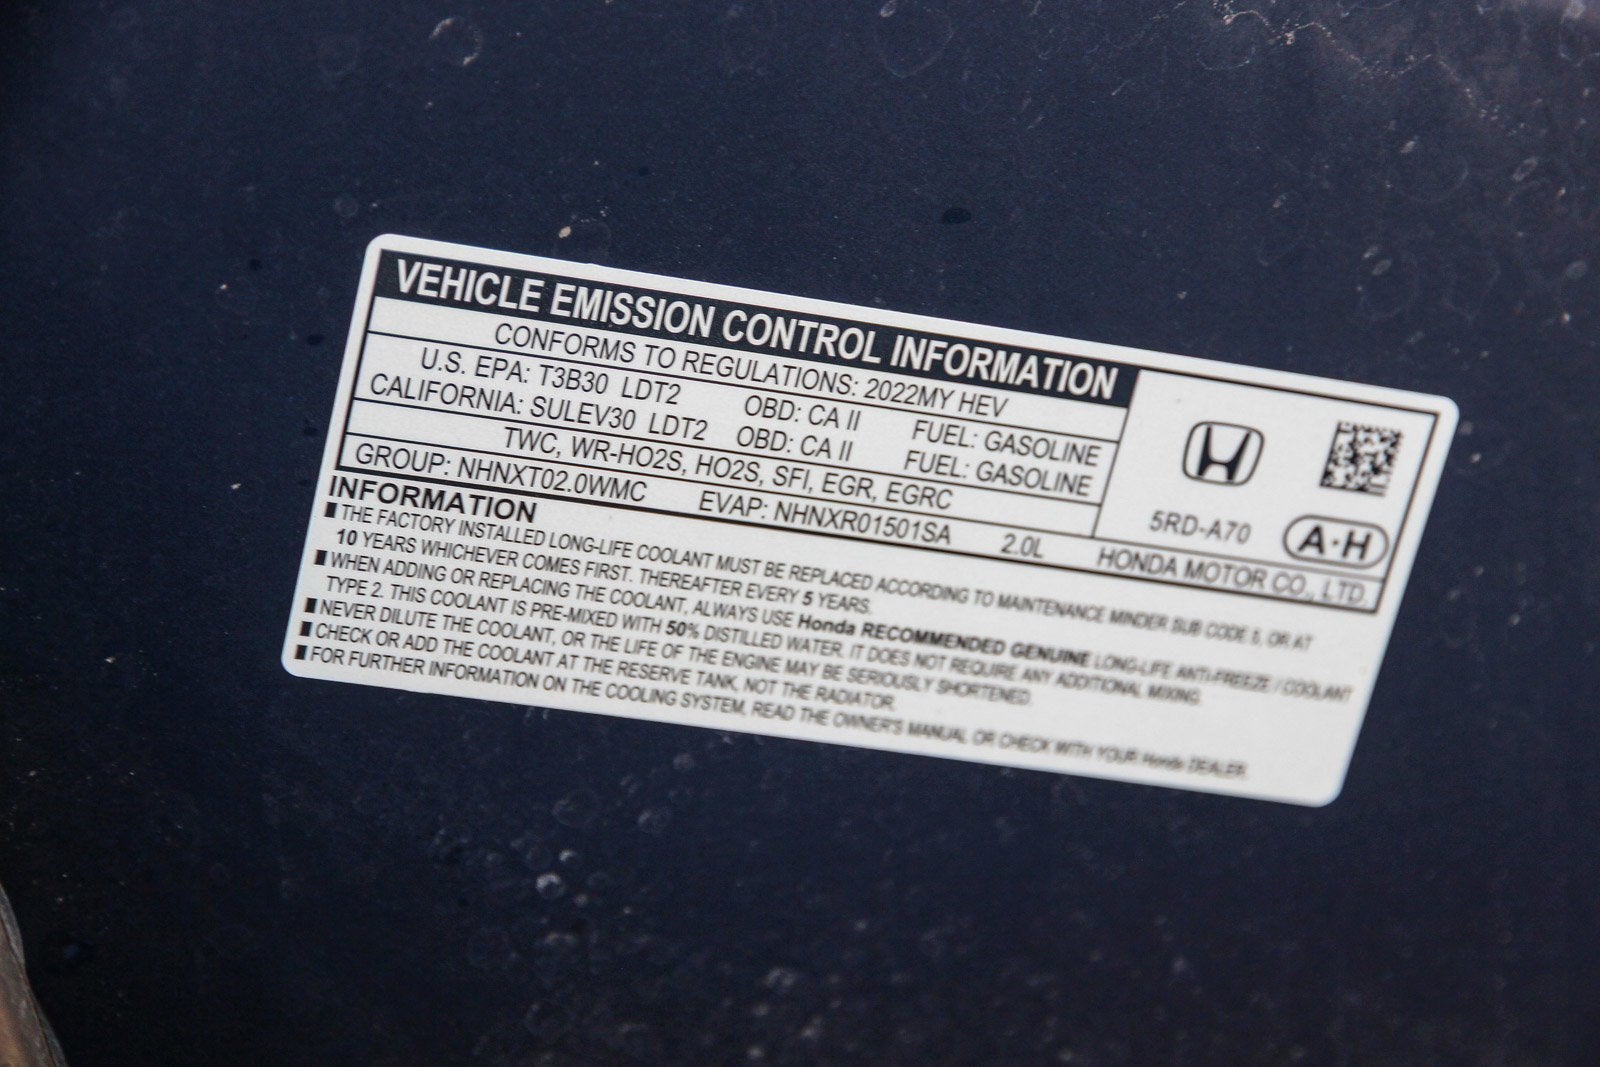 VEHICLE EMISSION CONTROL INFORMATION
CONFORMS TO REGULATIONS: 2022MY HEV
U.S. EPA: T3B30 LDT2 OBD: CA II FUEL: GASOLINE
CALIFORNIA: SULEV30 LDT2 OBD: CA II FUEL: GASOLINE
TWC, WR-HO2S, HO2S, SFI, EGR, EGRC
5RD-A70
A·H
GROUP: NHNXT02.0WMC EVAP: NHNXR01501SA 2.0L HONDA MOTOR CO., LTD.
INFORMATION
■ THE FACTORY INSTALLED LONG-LIFE COOLANT MUST BE REPLACED ACCORDING TO MAINTENANCE MINDER SUB CODE 5, OR AT
10 YEARS WHICHEVER COMES FIRST. THEREAFTER EVERY 5 YEARS.
■ WHEN ADDING OR REPLACING THE COOLANT, ALWAYS USE Honda RECOMMENDED GENUINE LONG-LIFE ANTI-FREEZE / COOLANT
TYPE 2. THIS COOLANT IS PRE-MIXED WITH 50% DISTILLED WATER. IT DOES NOT REQUIRE ANY ADDITIONAL MIXING.
■ NEVER DILUTE THE COOLANT, OR THE LIFE OF THE ENGINE MAY BE SERIOUSLY SHORTENED.
■ CHECK OR ADD THE COOLANT AT THE RESERVE TANK, NOT THE RADIATOR.
■ FOR FURTHER INFORMATION ON THE COOLING SYSTEM, READ THE OWNER'S MANUAL OR CHECK WITH YOUR Honda DEALER.